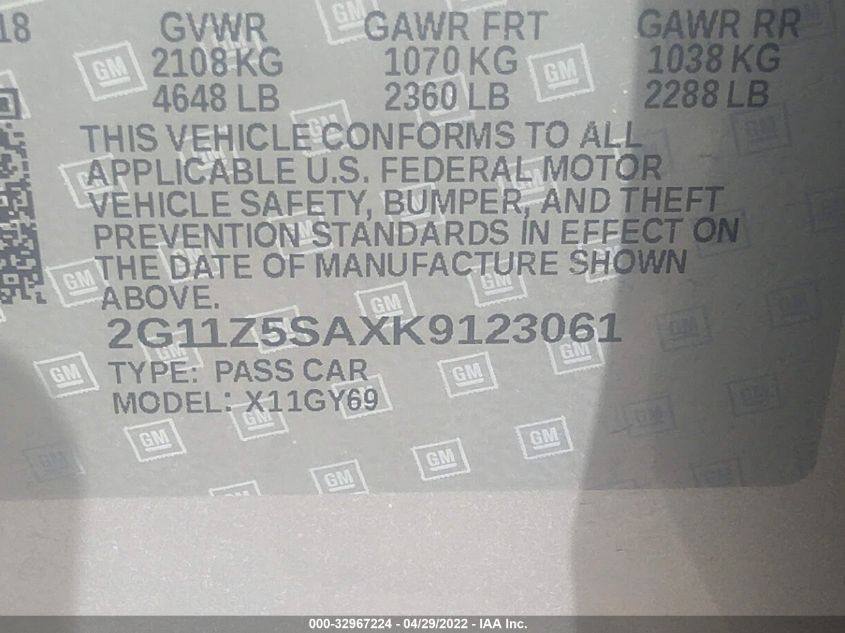 18 GVWR GAWR FRT GAWR RR
2108 KG 1070 KG 1038 KG
4648 LB 2360 LB 2288 LB
THIS VEHICLE CONFORMS TO ALL
APPLICABLE U.S. FEDERAL MOTOR
VEHICLE SAFETY, BUMPER, AND THEFT
PREVENTION STANDARDS IN EFFECT ON
THE DATE OF MANUFACTURE SHOWN
ABOVE.
2G11Z5SAXK9123061
TYPE: PASS CAR
MODEL: X11GY69
GM
000-32967224 - 04/29/2022 - IAA Inc.